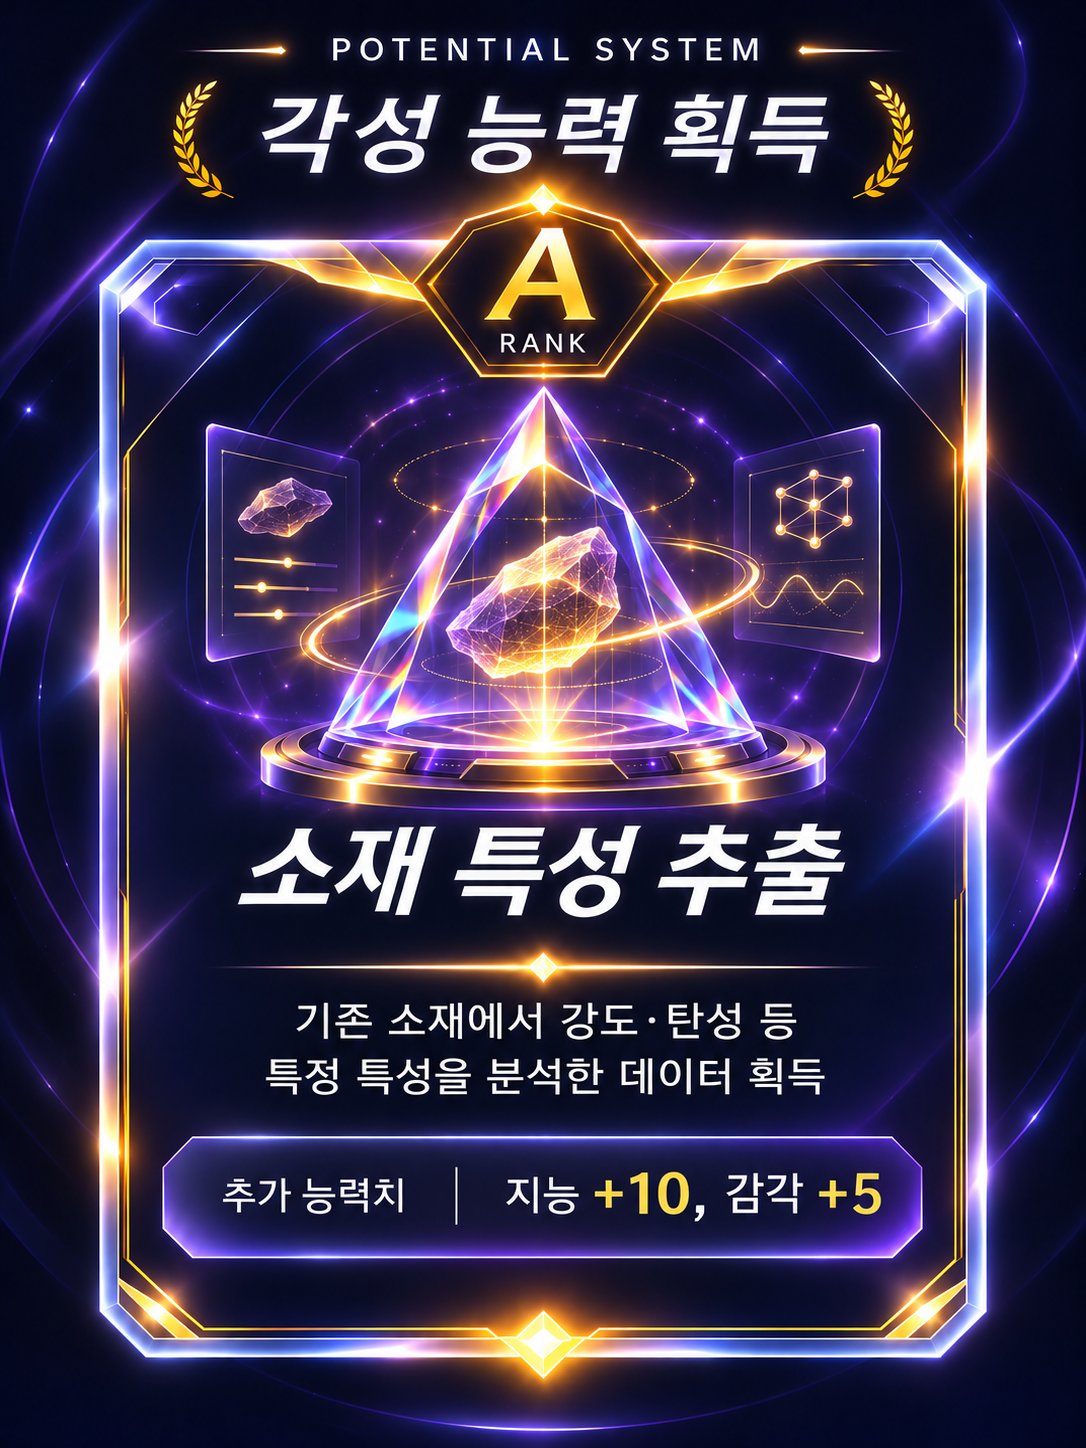 POTENTIAL SYSTEM
각성 능력 획득
A
RANK
소재 특성 추출
기존 소재에서 강도·탄성 등
특정 특성을 분석한 데이터 획득
추가 능력치 | 지능 +10, 감각 +5